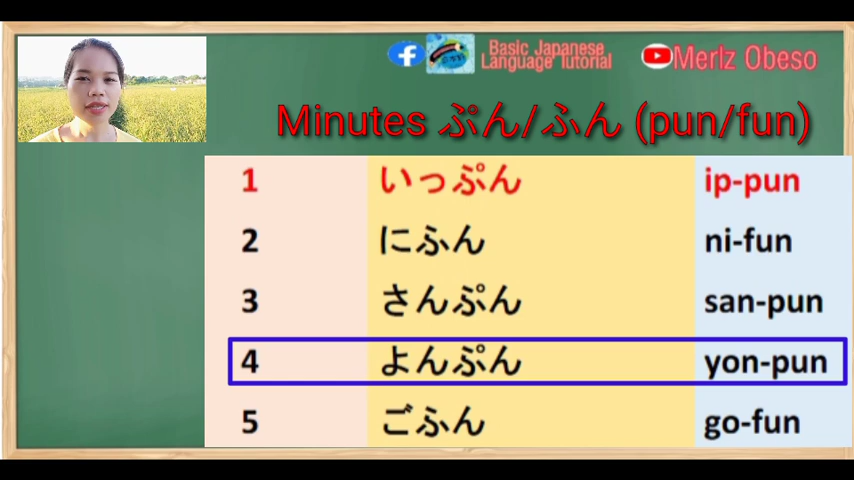 Basic Japanese
Language Tutorial
Merlz Obeso
Minutes ぷん/ふん (pun/fun)
1 いっぷん ip-pun
2 にふん ni-fun
3 さんぷん san-pun
4 よんぷん yon-pun
5 ごふん go-fun